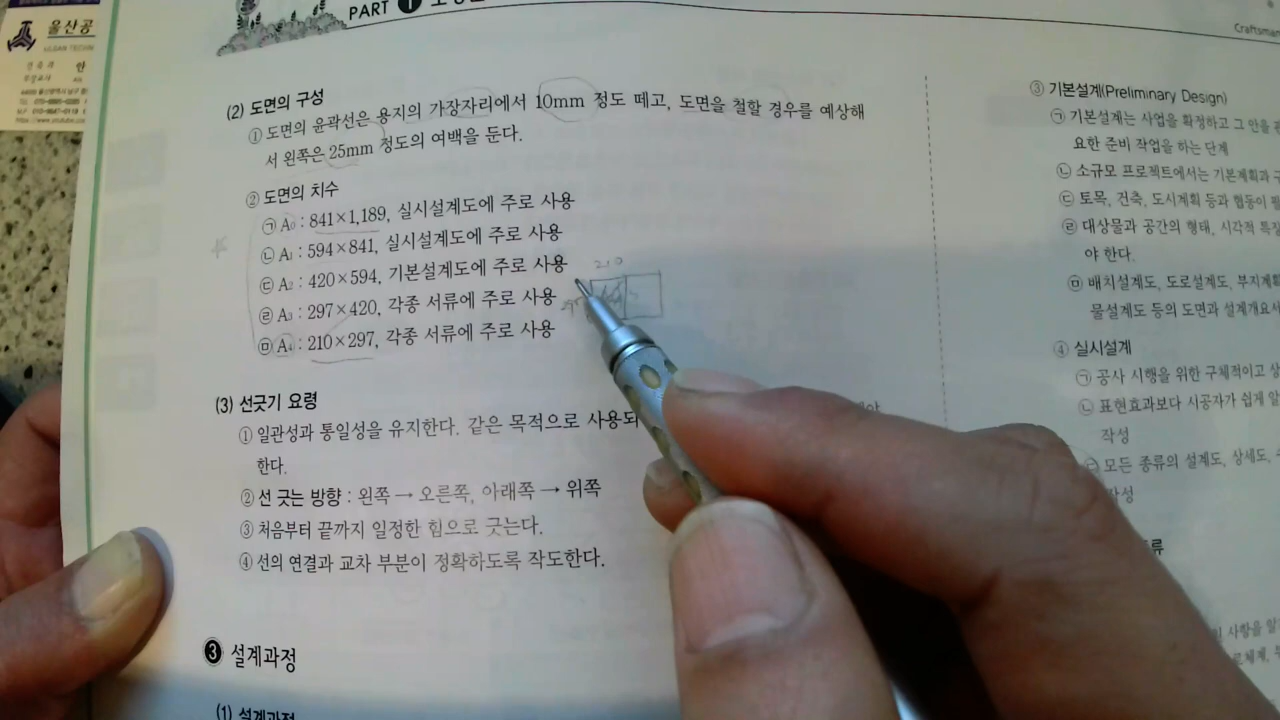 울산공
PART 1
Craftsman
(2) 도면의 구성
① 도면의 윤곽선은 용지의 가장자리에서 10mm 정도 떼고, 도면을 철할 경우를 예상해
서 왼쪽은 25mm 정도의 여백을 둔다.
② 도면의 치수
㉠ A0 : 841×1,189, 실시설계도에 주로 사용
㉡ A1 : 594×841, 실시설계도에 주로 사용
㉢ A2 : 420×594, 기본설계도에 주로 사용
㉣ A3 : 297×420, 각종 서류에 주로 사용
㉤ A4 : 210×297, 각종 서류에 주로 사용
210
(3) 선긋기 요령
① 일관성과 통일성을 유지한다. 같은 목적으로 사용되
한다.
② 선 긋는 방향 : 왼쪽 → 오른쪽, 아래쪽 → 위쪽
③ 처음부터 끝까지 일정한 힘으로 긋는다.
④ 선의 연결과 교차 부분이 정확하도록 작도한다.
3 설계과정
(1) 설계과정
③ 기본설계(Preliminary Design)
㉠ 기본설계는 사업을 확정하고 그 안을
요한 준비 작업을 하는 단계
㉡ 소규모 프로젝트에서는 기본계획과
㉢ 토목, 건축, 도시계획 등과 협동이
㉣ 대상물과 공간의 형태, 시각적 특징
야 한다.
㉤ 배치설계도, 도로설계도, 부지계획
물설계도 등의 도면과 설계개요서
④ 실시설계
㉠ 공사 시행을 위한 구체적이고 상
㉡ 표현효과보다 시공자가 쉽게 알
작성
㉢ 모든 종류의 설계도, 상세도,
작성